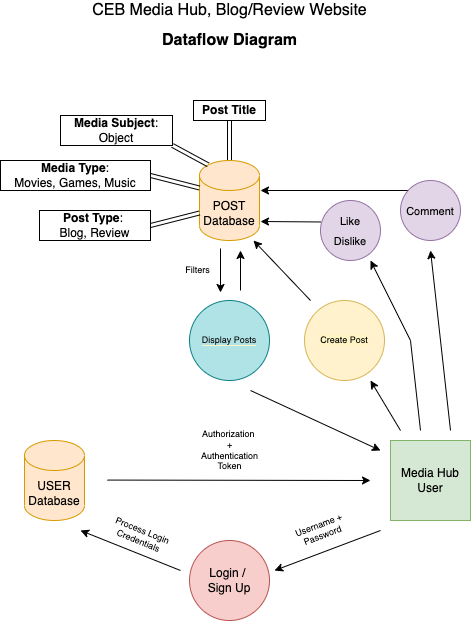 CEB Media Hub, Blog/Review Website
Dataflow Diagram
Post Title
Media Subject:
Object
Media Type:
Movies, Games, Music
Post Type:
Blog, Review
POST
Database
Like
Dislike
Comment
Filters
Display Posts
Create Post
Authorization
+
Authentication
Token
USER
Database
Media Hub
User
Process Login
Credentials
Username +
Password
Login /
Sign Up